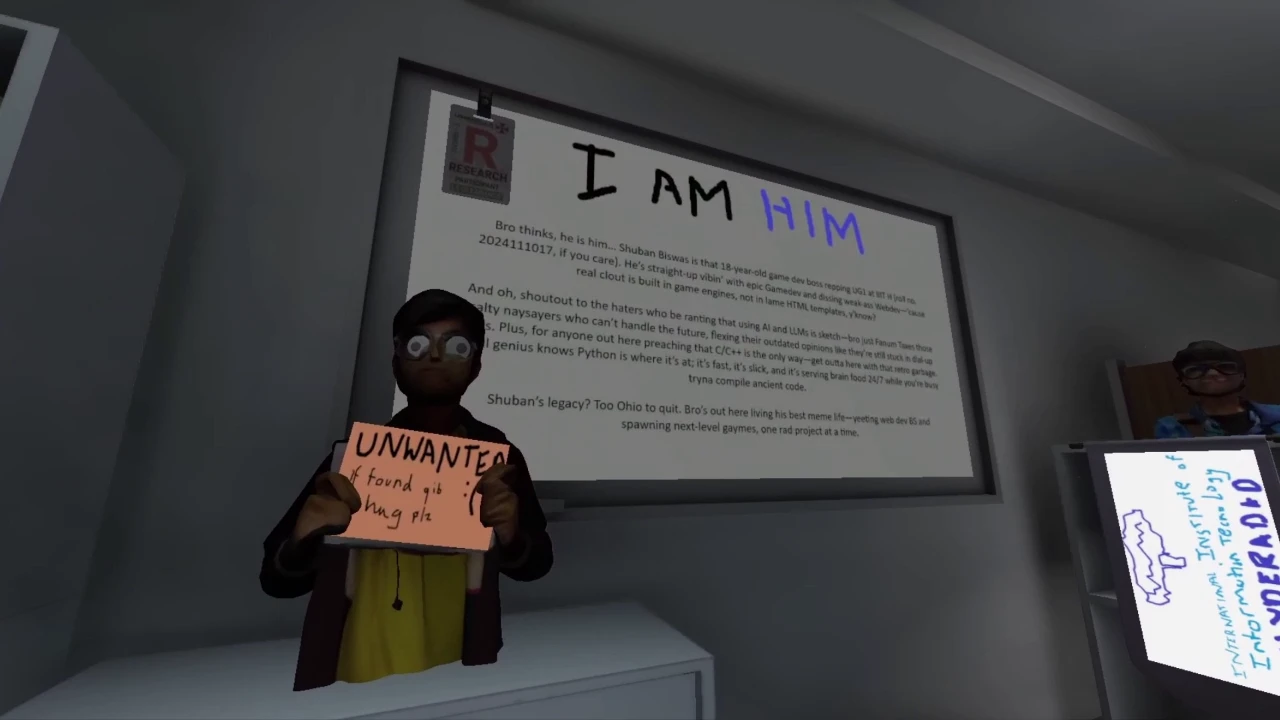 R
RESEARCH
I AM HIM
Bro thinks, he is him... Shuban Biswas is that 18-year-old game dev boss repping UG1 at IIIT H (roll no.
2024111017, if you care). He's straight-up vibin' with epic Gamedev and dissing weak ass Webdev—'cause
real clout is built in game engines, not in lame HTML templates, y'know?
And oh, shoutout to the haters who be ranting that using AI and LLMs is sketch—bro just Fanum Taxes those
alty naysayers who can't handle the future, flexing their outdated opinions like they're still stuck in dial-up
s. Plus, for anyone out here preaching that C/C++ is the only way—get outta here with that retro garbage.
l genius knows Python is where it's at; it's fast, it's slick, and it's serving brain food 24/7 while you're busy
tryna compile ancient code.
Shuban's legacy? Too Ohio to quit. Bro's out here living his best meme life—yeeting web dev BS and
spawning next-level gaymes, one rad project at a time.
UNWANTED
If found gib :(
hug plz
INTERNATIONAL INSTITUTE of
Information Tecnology
HYDERABAD